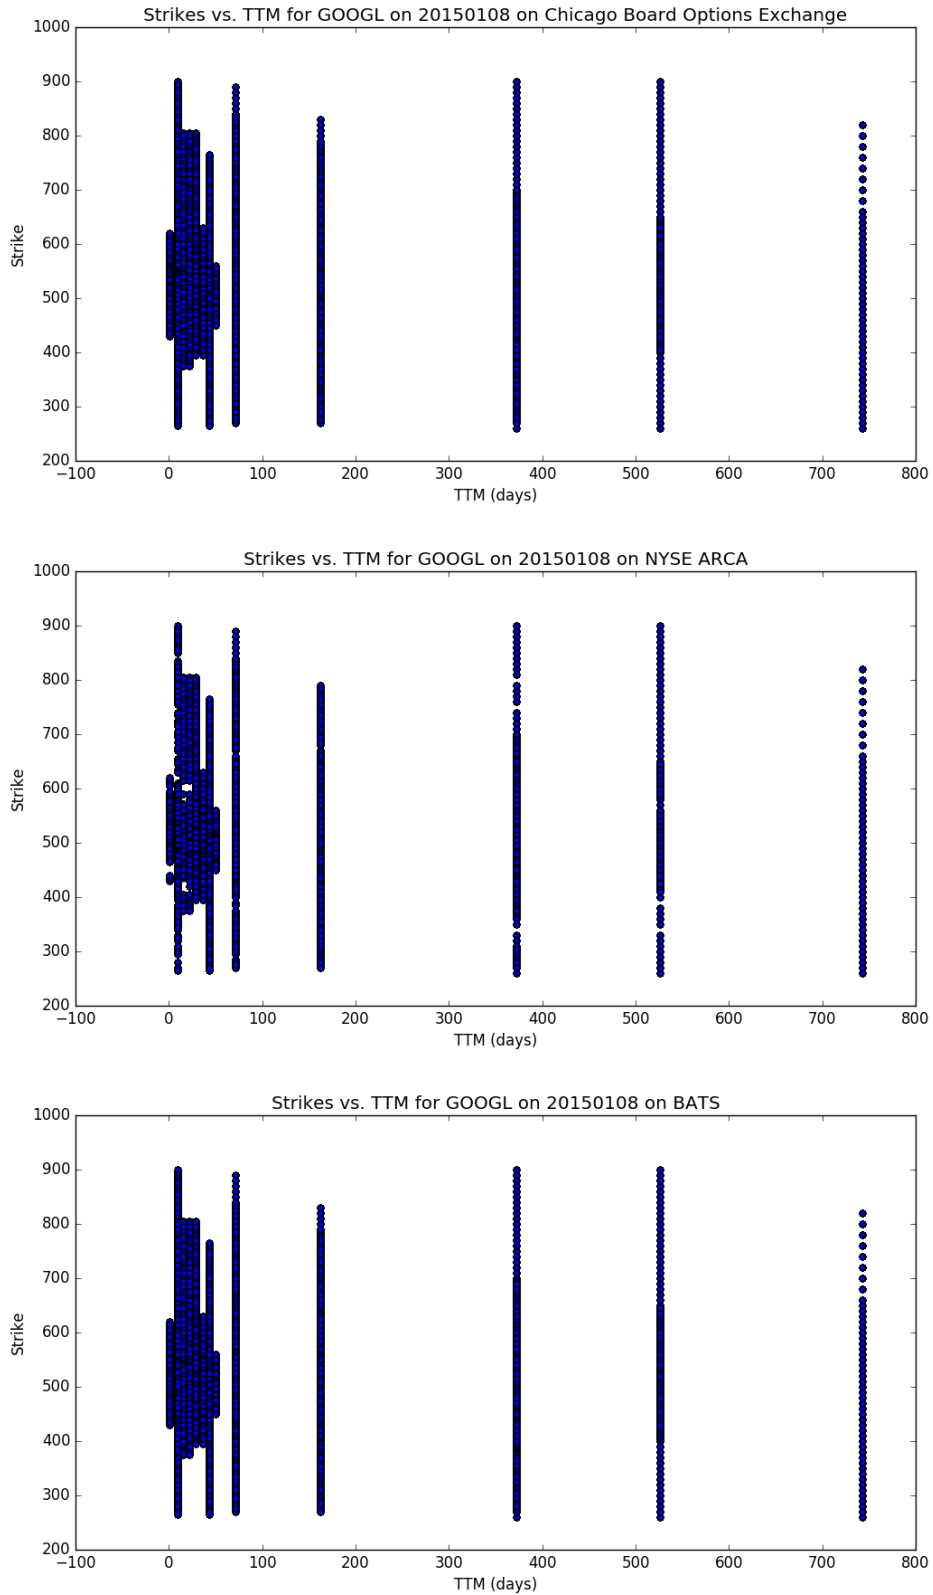 Strikes vs. TTM for GOOGL on 20150108 on Chicago Board Options Exchange
1000
900
800
700
600
500
400
300
200
Strike
−100 0 100 200 300 400 500 600 700 800
TTM (days)
Strikes vs. TTM for GOOGL on 20150108 on NYSE ARCA
1000
900
800
700
600
500
400
300
200
Strike
−100 0 100 200 300 400 500 600 700 800
TTM (days)
Strikes vs. TTM for GOOGL on 20150108 on BATS
1000
900
800
700
600
500
400
300
200
Strike
−100 0 100 200 300 400 500 600 700 800
TTM (days)